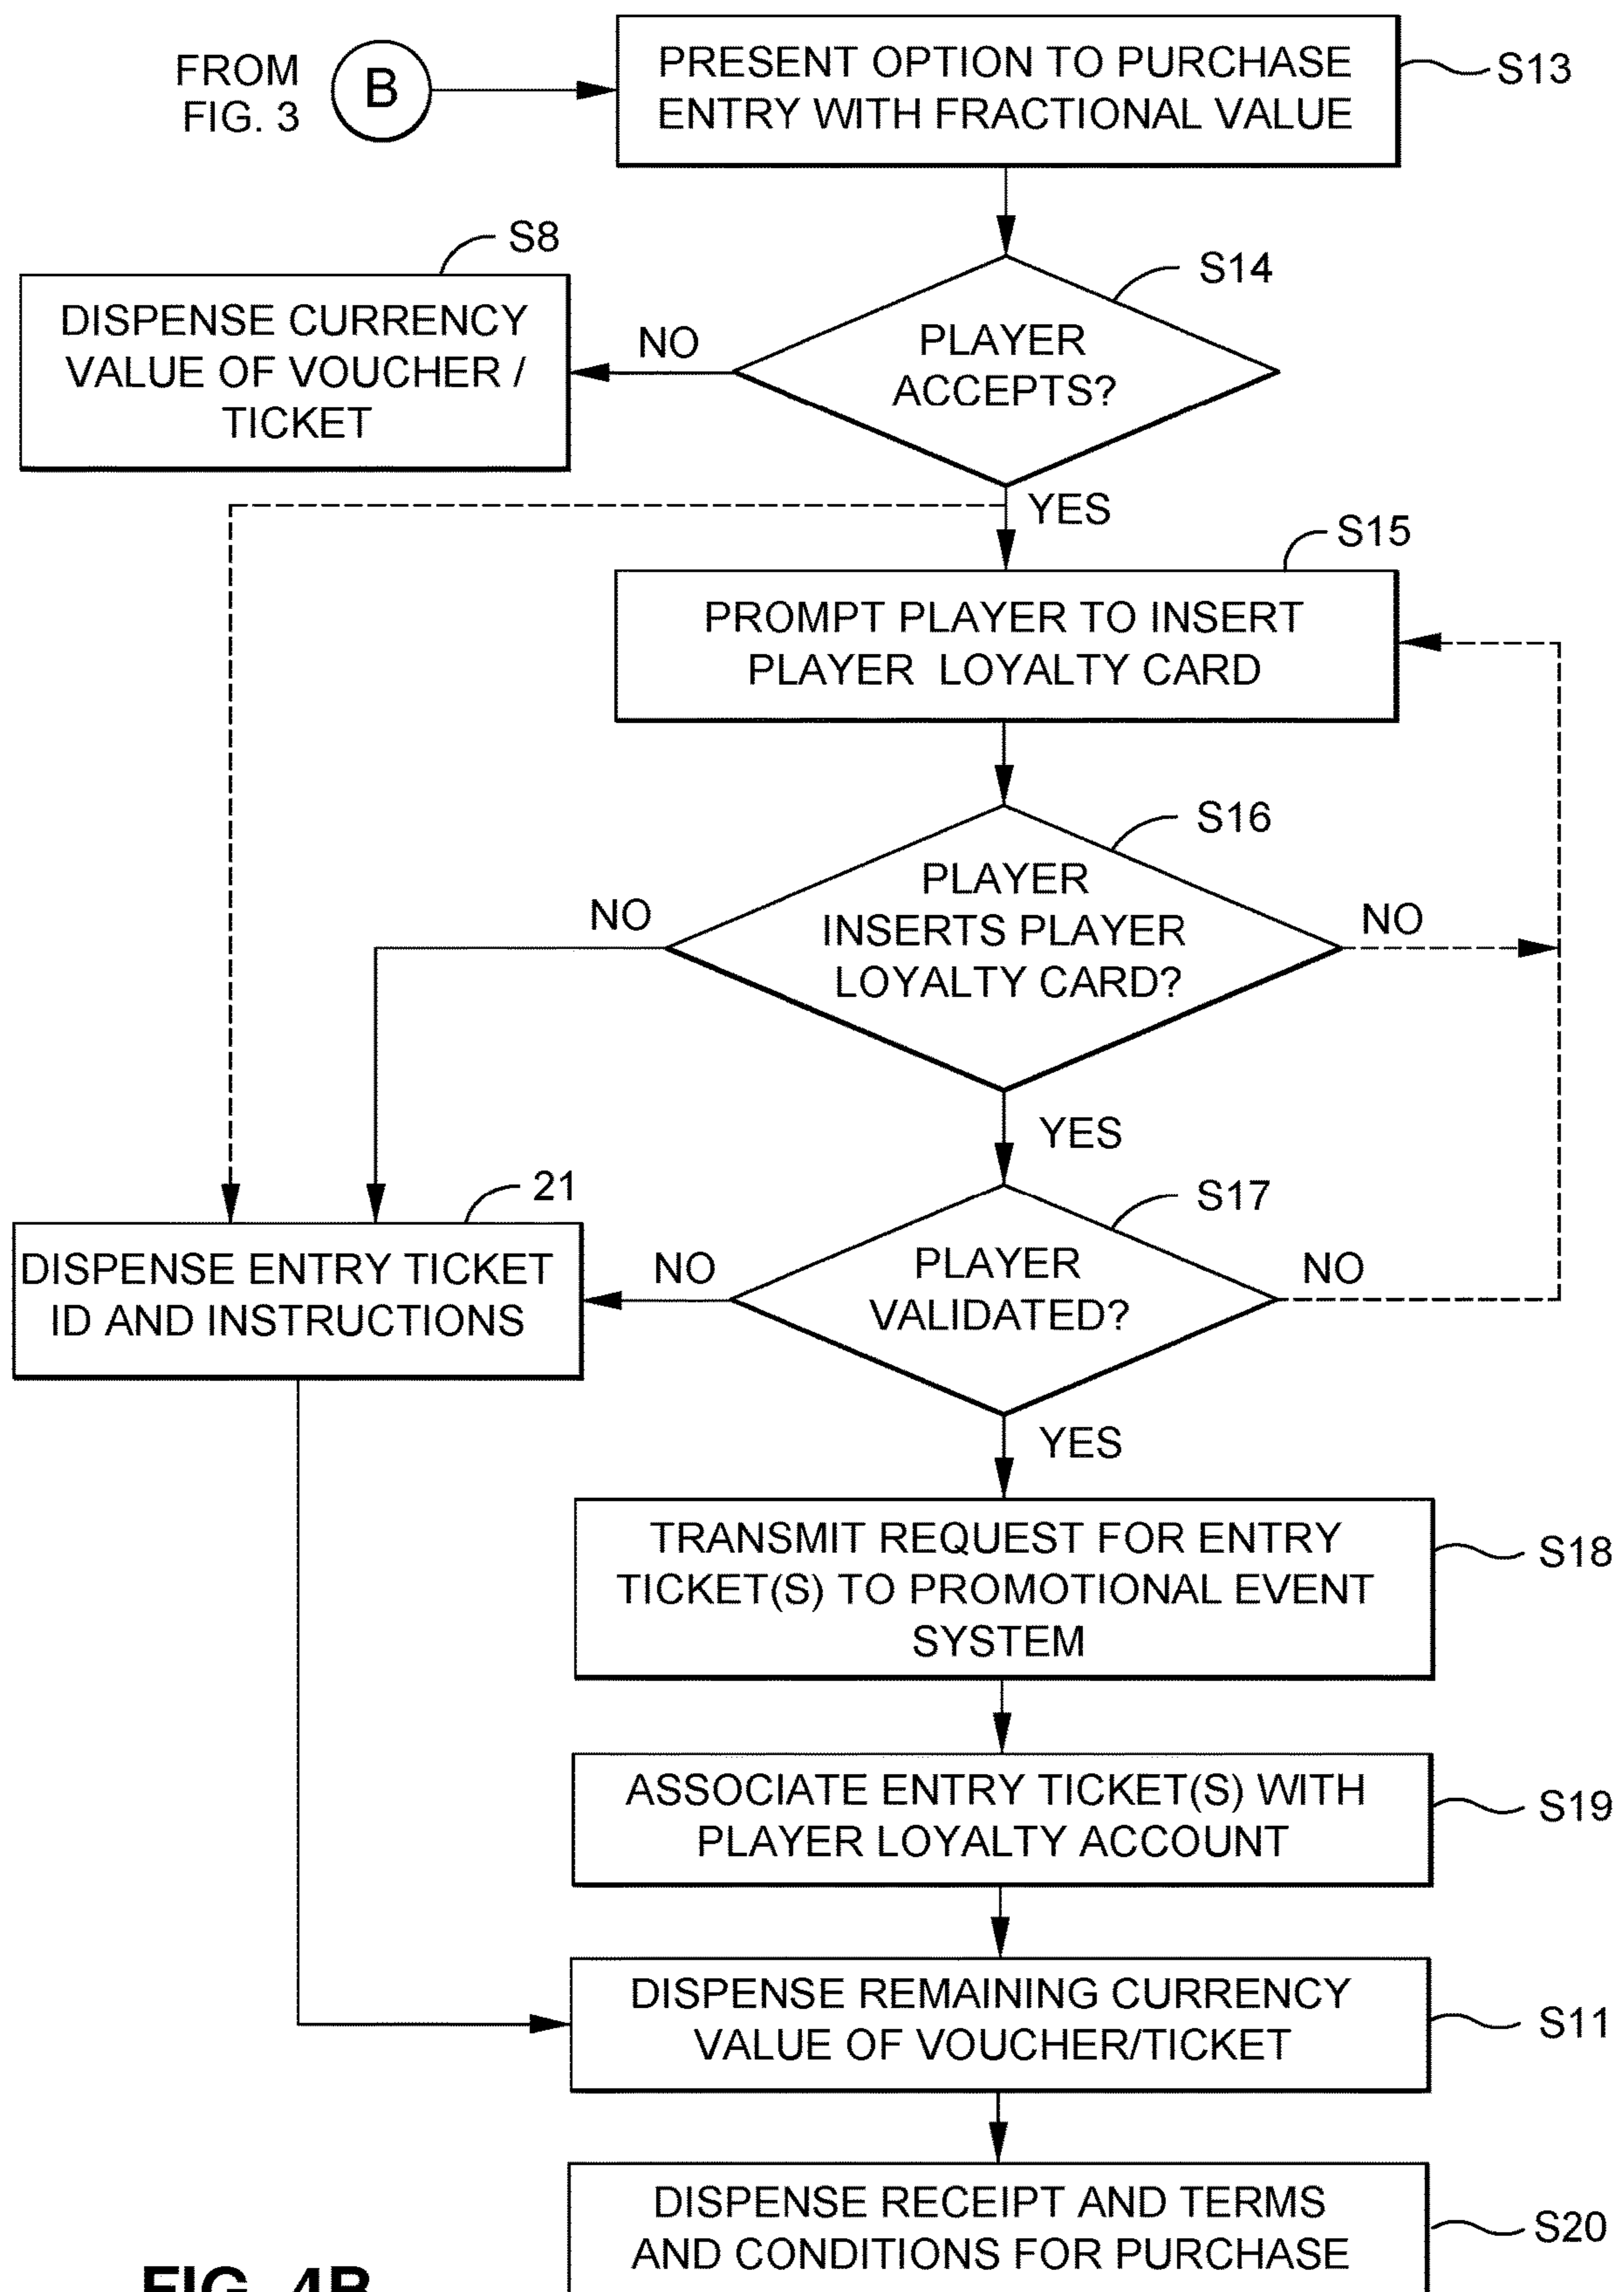 FROM
FIG. 3
B
PRESENT OPTION TO PURCHASE
ENTRY WITH FRACTIONAL VALUE
S13
S8
DISPENSE CURRENCY
VALUE OF VOUCHER /
TICKET
NO
S14
PLAYER
ACCEPTS?
YES
S15
PROMPT PLAYER TO INSERT
PLAYER LOYALTY CARD
S16
NO
PLAYER
INSERTS PLAYER
LOYALTY CARD?
NO
YES
21
DISPENSE ENTRY TICKET
ID AND INSTRUCTIONS
NO
S17
PLAYER
VALIDATED?
NO
YES
TRANSMIT REQUEST FOR ENTRY
TICKET(S) TO PROMOTIONAL EVENT
SYSTEM
S18
ASSOCIATE ENTRY TICKET(S) WITH
PLAYER LOYALTY ACCOUNT
S19
DISPENSE REMAINING CURRENCY
VALUE OF VOUCHER/TICKET
S11
DISPENSE RECEIPT AND TERMS
AND CONDITIONS FOR PURCHASE
S20
FIG. 4B